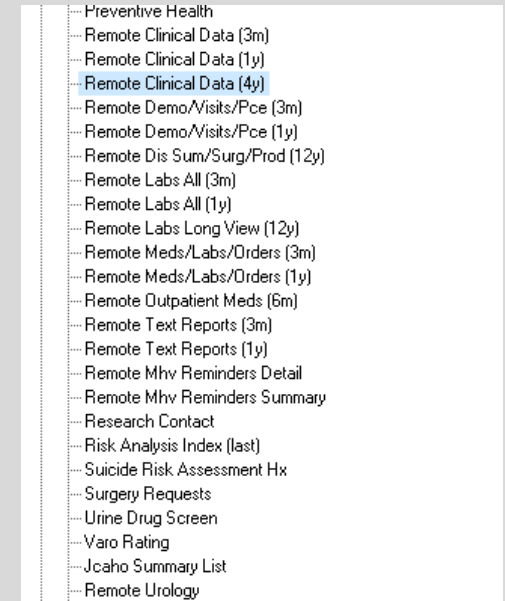 Preventive Health
Remote Clinical Data (3m)
Remote Clinical Data (1y)
Remote Clinical Data (4y)
Remote Demo/Visits/Pce (3m)
Remote Demo/Visits/Pce (1y)
Remote Dis Sum/Surg/Prod (12y)
Remote Labs All (3m)
Remote Labs All (1y)
Remote Labs Long View (12y)
Remote Meds/Labs/Orders (3m)
Remote Meds/Labs/Orders (1y)
Remote Outpatient Meds (6m)
Remote Text Reports (3m)
Remote Text Reports (1y)
Remote Mhv Reminders Detail
Remote Mhv Reminders Summary
Research Contact
Risk Analysis Index (last)
Suicide Risk Assessment Hx
Surgery Requests
Urine Drug Screen
Varo Rating
Jcaho Summary List
Remote Urology